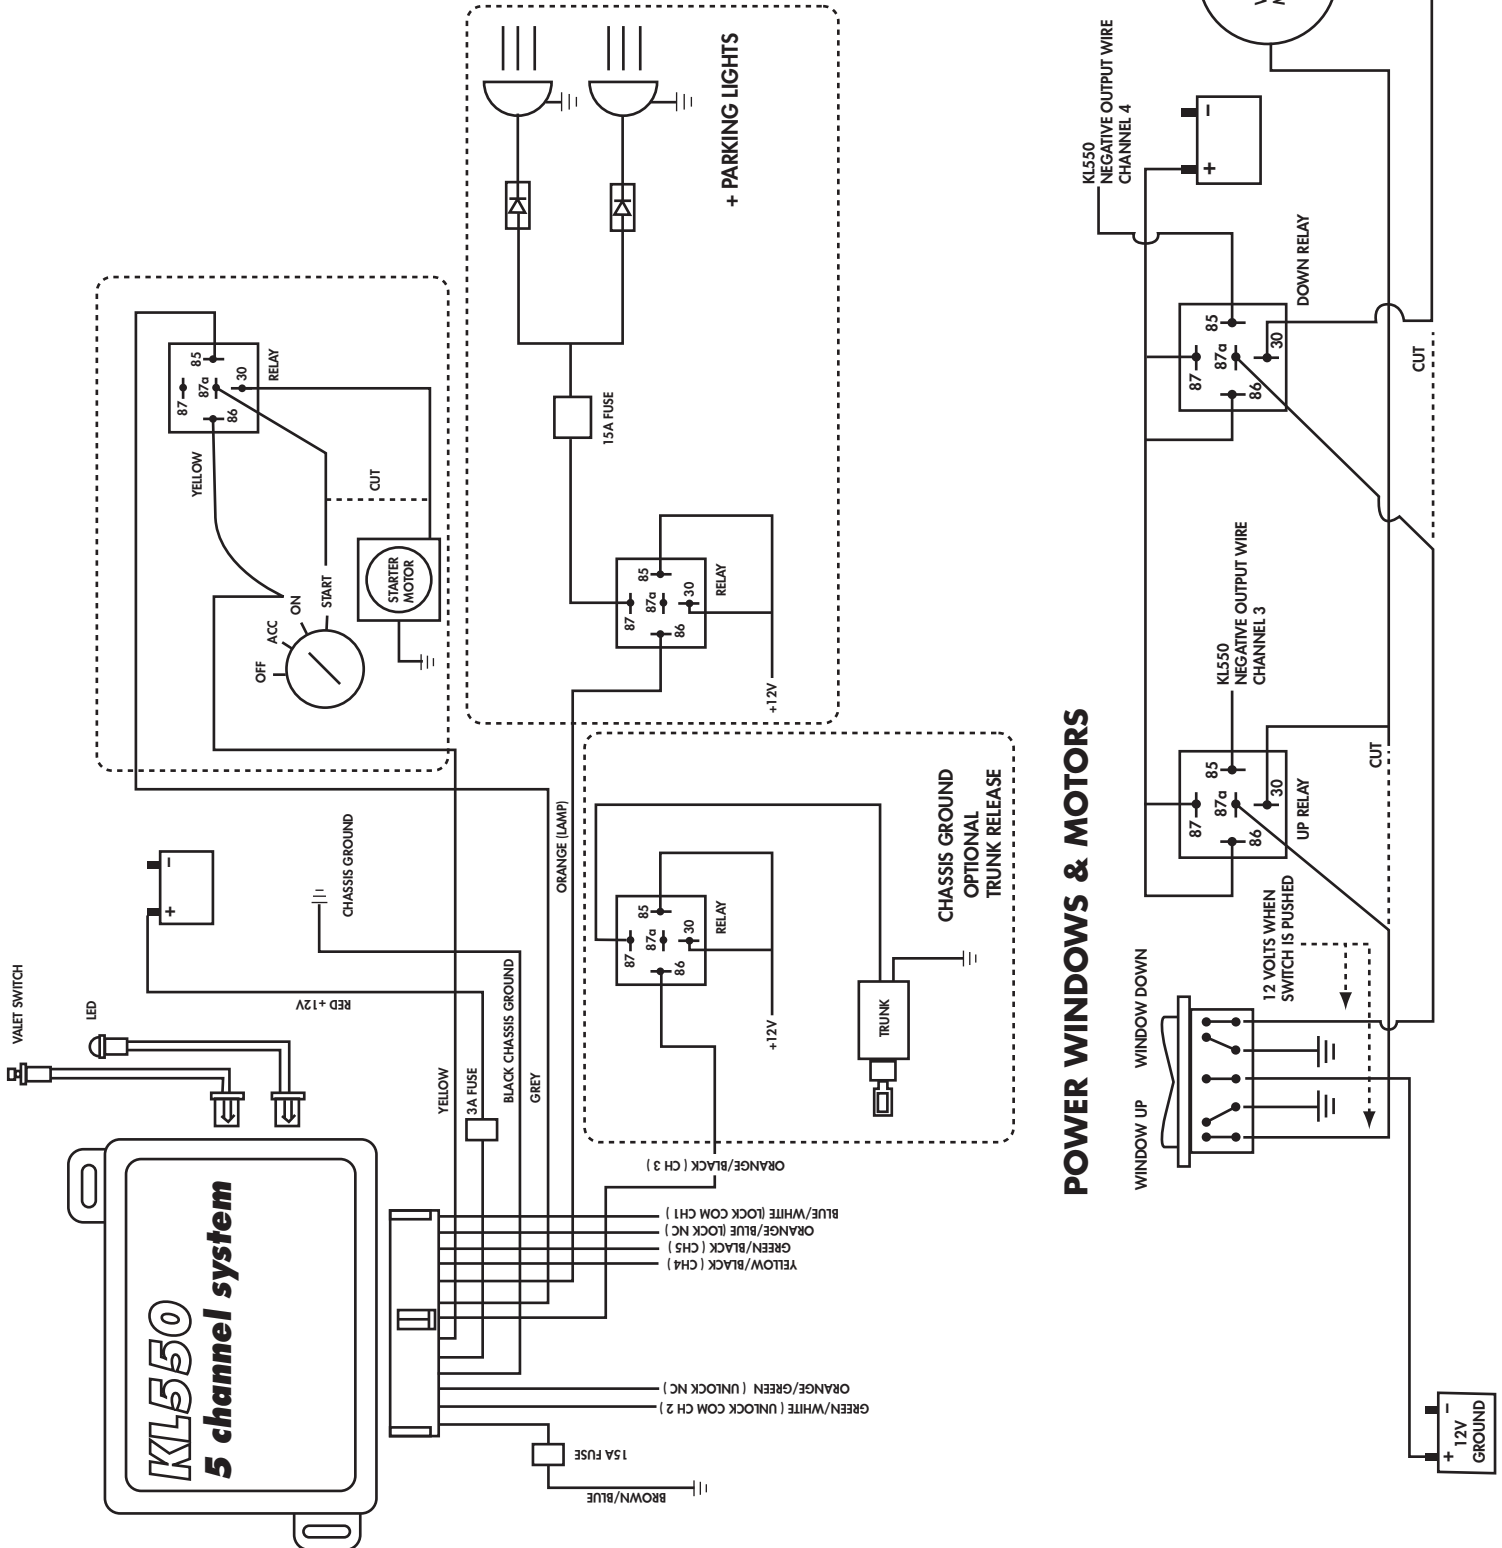 VALET SWITCH
LED
KL550
5 channel system
RED +12V
+
-
CHASSIS GROUND
OFF
ACC
ON
START
YELLOW
87
87a
85
86
30
RELAY
CUT
STARTER
MOTOR
+ PARKING LIGHTS
15A FUSE
87
87a
85
86
30
RELAY
+12V
ORANGE (LAMP)
YELLOW
3A FUSE
BLACK CHASSIS GROUND
GREY
87
87a
85
86
30
RELAY
+12V
TRUNK
CHASSIS GROUND
OPTIONAL
TRUNK RELEASE
ORANGE/BLACK ( CH 3 )
BLUE/WHITE (LOCK COM CH1 )
ORANGE/BLUE (LOCK NC )
GREEN/BLACK ( CH5 )
YELLOW/BLACK ( CH4 )
ORANGE/GREEN ( UNLOCK NC )
GREEN/WHITE ( UNLOCK COM CH 2 )
15A FUSE
BROWN/BLUE
POWER WINDOWS & MOTORS
WINDOW UP
WINDOW DOWN
12 VOLTS WHEN
SWITCH IS PUSHED
87
87a
85
86
30
UP RELAY
CUT
KL550
NEGATIVE OUTPUT WIRE
CHANNEL 3
87
87a
85
86
30
DOWN RELAY
CUT
KL550
NEGATIVE OUTPUT WIRE
CHANNEL 4
+
-
+
-
12V
GROUND